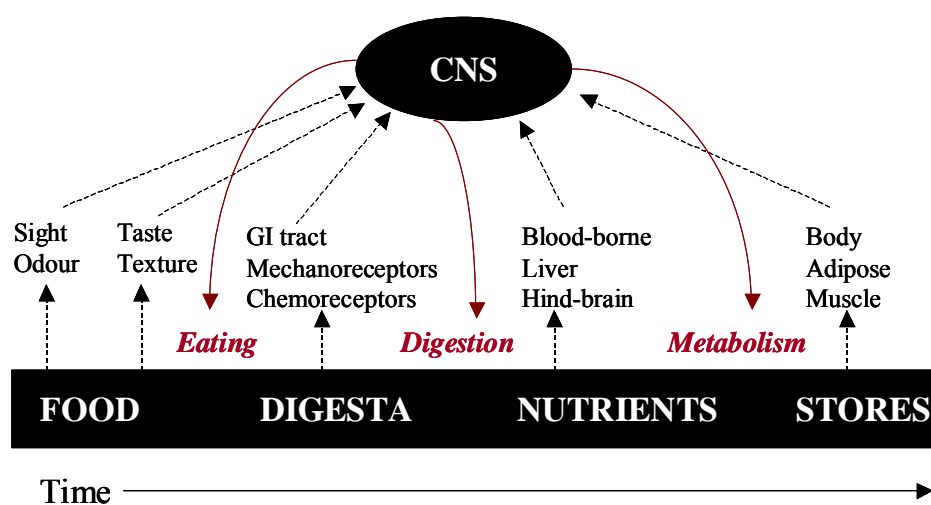 CNS
Sight
Odour
Taste
Texture
GI tract
Mechanoreceptors
Chemoreceptors
Blood-borne
Liver
Hind-brain
Body
Adipose
Muscle
Eating
Digestion
Metabolism
FOOD
DIGESTA
NUTRIENTS
STORES
Time